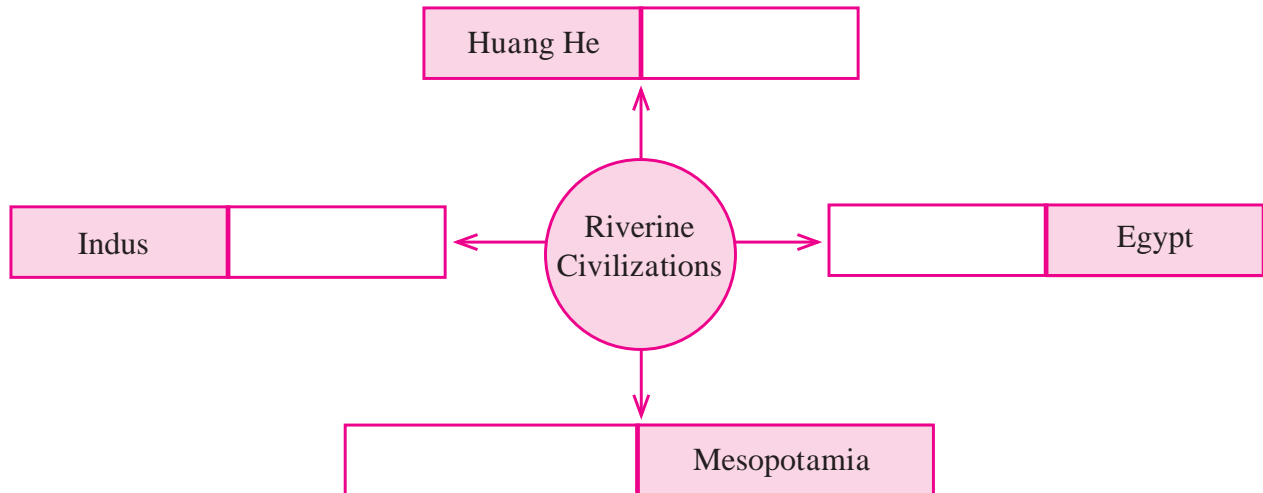 Huang He
Indus
Riverine
Civilizations
Egypt
Mesopotamia